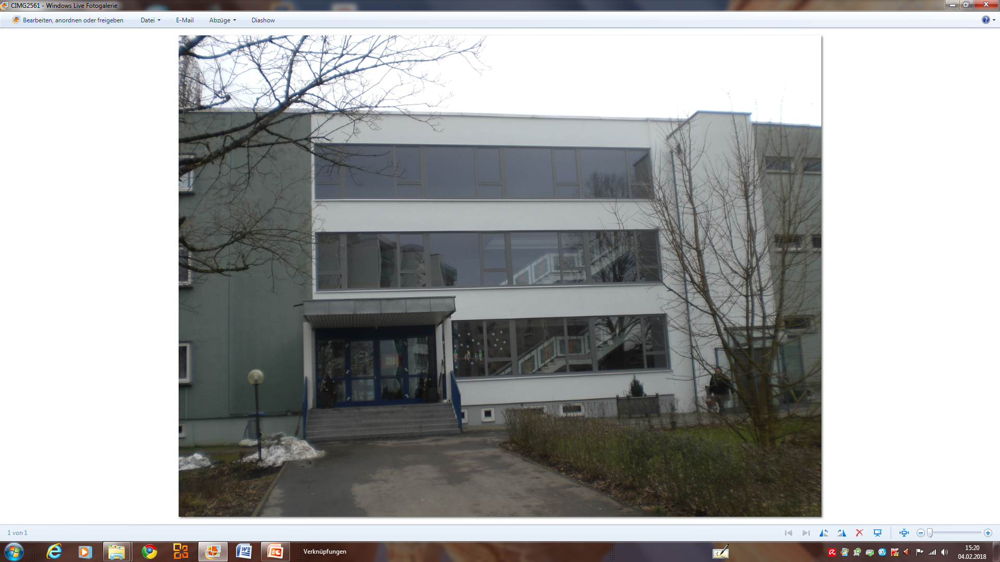 CIMG2561 - Windows Live Fotogalerie
Bearbeiten, anordnen oder freigeben Datei E-Mail Abzüge Diashow
1 von 1
Verknüpfungen
15:20
04.02.2018